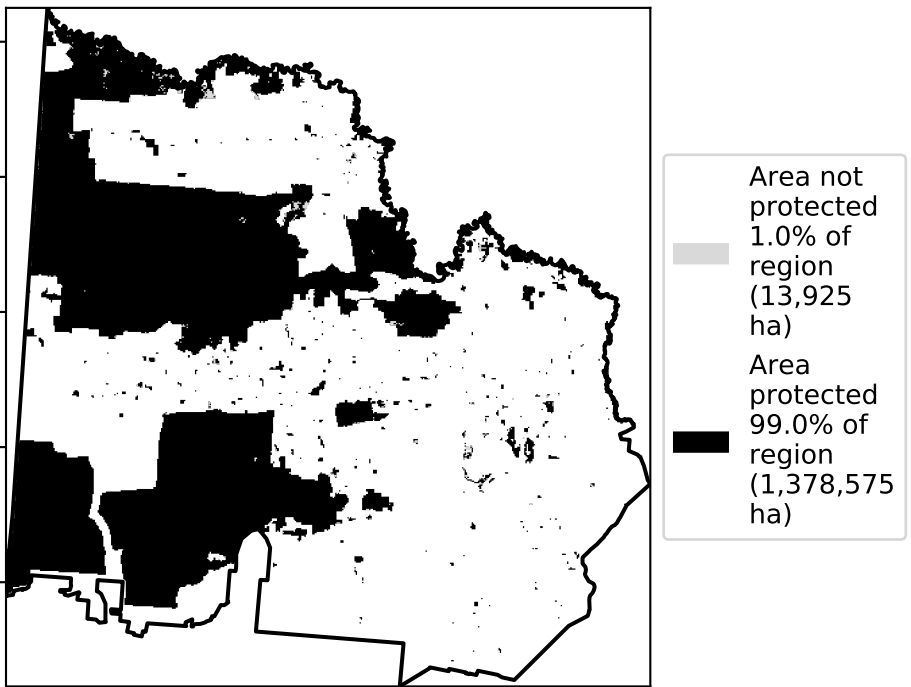 Area not
protected
1.0% of
region
(13,925
ha)
Area
protected
99.0% of
region
(1,378,575
ha)